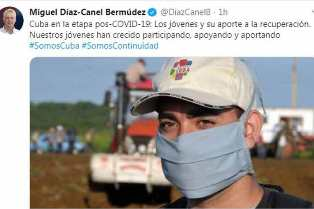 Miguel Díaz-Canel Bermúdez @DiazCanelB · 1h
Cuba en la etapa pos-COVID-19: Los jóvenes y su aporte a la recuperación.
Nuestros jóvenes han crecido participando, apoyando y aportando
#SomosCuba #SomosContinuidad
CUBA